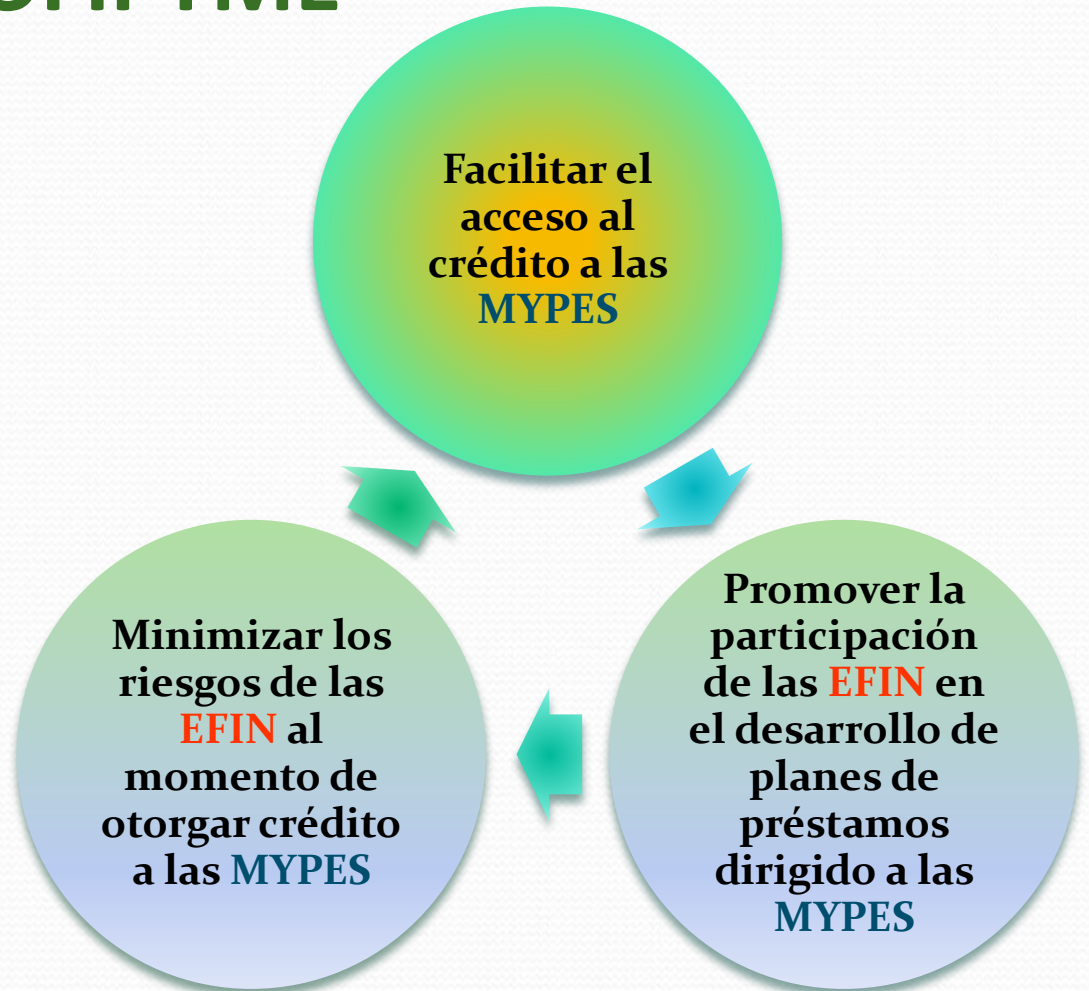 Facilitar el
acceso al
crédito a las
MYPES
Promover la
participación
de las EFIN en
el desarrollo de
planes de
préstamos
dirigido a las
MYPES
Minimizar los
riesgos de las
EFIN al
momento de
otorgar crédito
a las MYPES